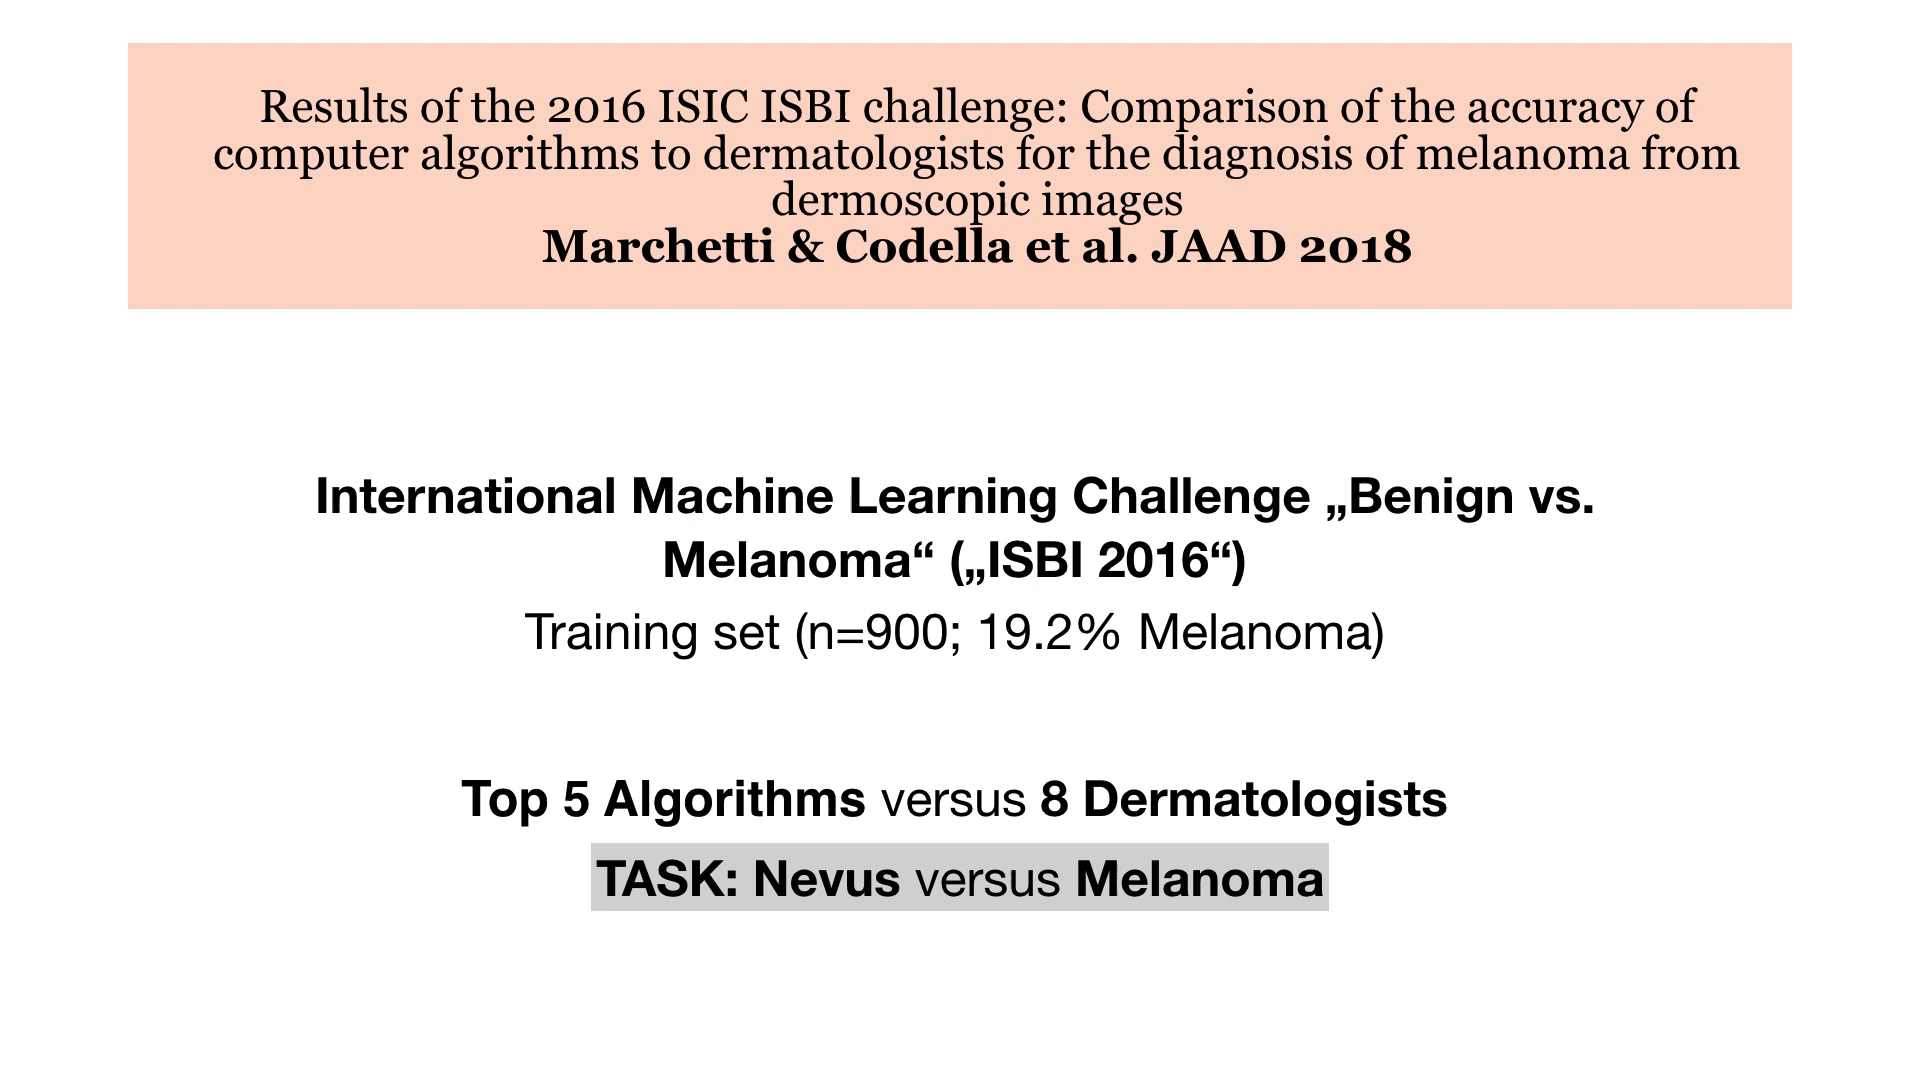 Results of the 2016 ISIC ISBI challenge: Comparison of the accuracy of
computer algorithms to dermatologists for the diagnosis of melanoma from
dermoscopic images
Marchetti & Codella et al. JAAD 2018
International Machine Learning Challenge „Benign vs.
Melanoma“ („ISBI 2016“)
Training set (n=900; 19.2% Melanoma)
Top 5 Algorithms versus 8 Dermatologists
TASK: Nevus versus Melanoma